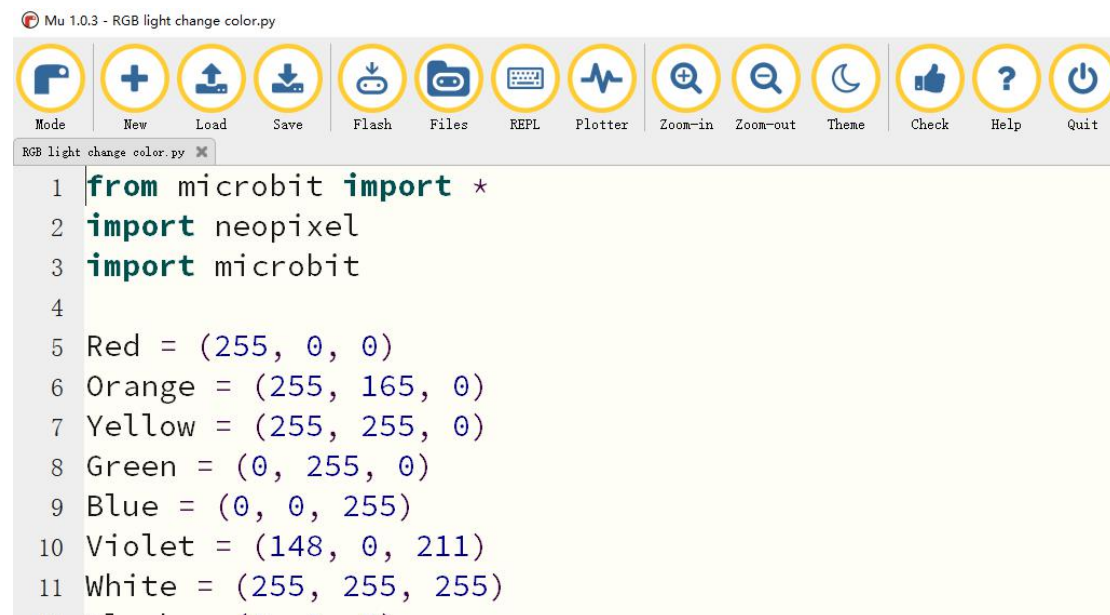 Mu 1.0.3 - RGB light change color.py
Mode New Load Save Flash Files REPL Plotter Zoom-in Zoom-out Theme Check Help Quit
RGB light change color.py
1 from microbit import *
2 import neopixel
3 import microbit
4
5 Red = (255, 0, 0)
6 Orange = (255, 165, 0)
7 Yellow = (255, 255, 0)
8 Green = (0, 255, 0)
9 Blue = (0, 0, 255)
10 Violet = (148, 0, 211)
11 White = (255, 255, 255)